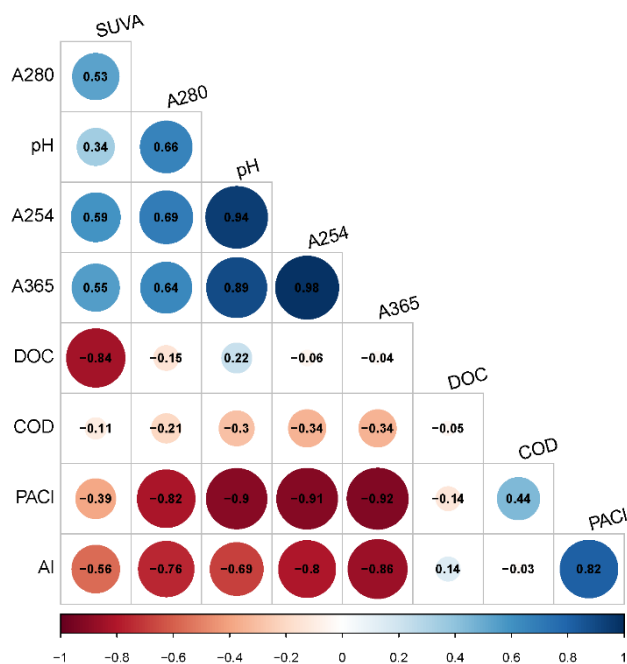 SUVA
A280 0.53 A280
pH 0.34 0.66 pH
A254 0.59 0.69 0.94 A254
A365 0.55 0.64 0.89 0.98 A365
DOC −0.84 −0.15 0.22 −0.06 −0.04 DOC
COD −0.11 −0.21 −0.3 −0.34 −0.34 −0.05 COD
PACl −0.39 −0.82 −0.9 −0.91 −0.92 −0.14 0.44 PACl
Al −0.56 −0.76 −0.69 −0.8 −0.86 0.14 −0.03 0.82
−1 −0.8 −0.6 −0.4 −0.2 0 0.2 0.4 0.6 0.8 1